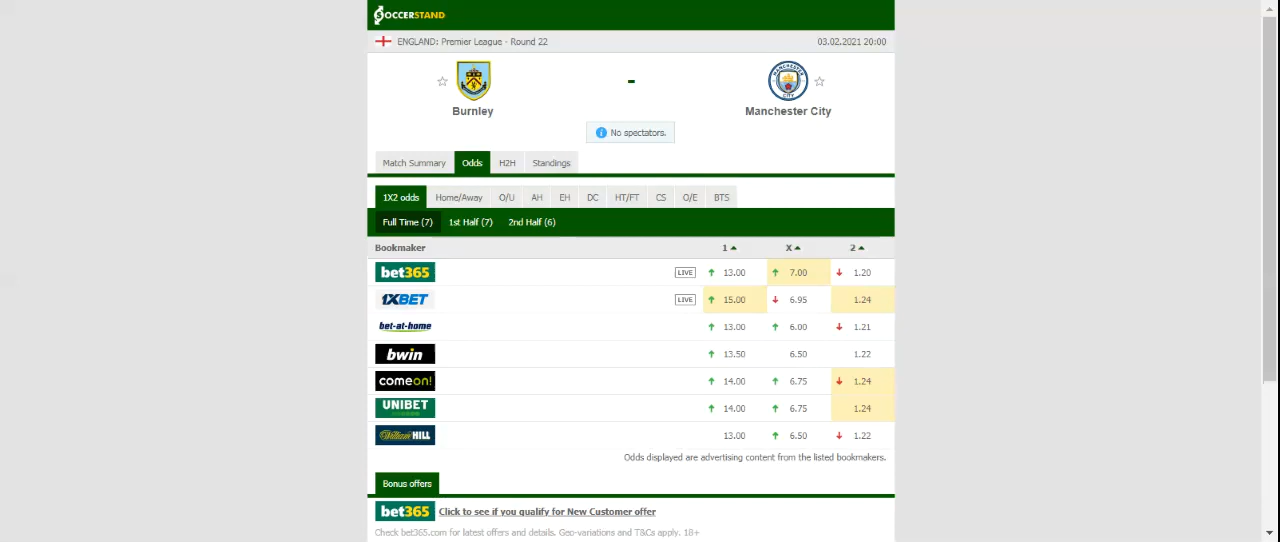 SOCCERSTAND
ENGLAND: Premier League - Round 22 03.02.2021 20:00
-
Burnley Manchester City
No spectators.
Match Summary Odds H2H Standings
1X2 odds Home/Away O/U AH EH DC HT/FT CS O/E BTS
Full Time (7) 1st Half (7) 2nd Half (6)
Bookmaker 1 X 2
bet365 LIVE 13.00 7.00 1.20
1XBET LIVE 15.00 6.95 1.24
bet-at-home 13.00 6.00 1.21
bwin 13.50 6.50 1.22
comeon! 14.00 6.75 1.24
UNIBET 14.00 6.75 1.24
William HILL 13.00 6.50 1.22
Odds displayed are advertising content from the listed bookmakers.
Bonus offers
bet365 Click to see if you qualify for New Customer offer
Check bet365.com for latest offers and details. Geo-variations and T&Cs apply. 18+